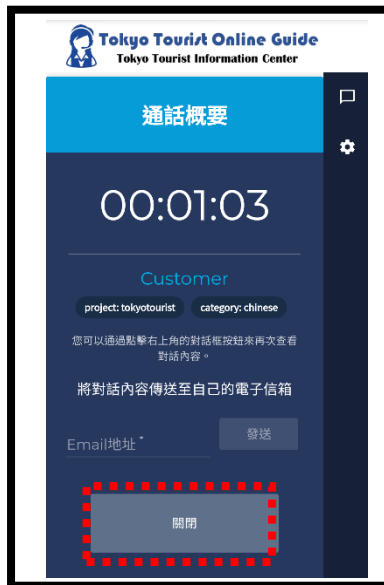 Tokyo Tourist Online Guide
Tokyo Tourist Information Center
通話概要
00:01:03
Customer
project: tokyotourist
category: chinese
您可以通過點擊右上角的對話框按鈕來再次查看
對話內容。
將對話內容傳送至自己的電子信箱
Email地址 *
發送
關閉